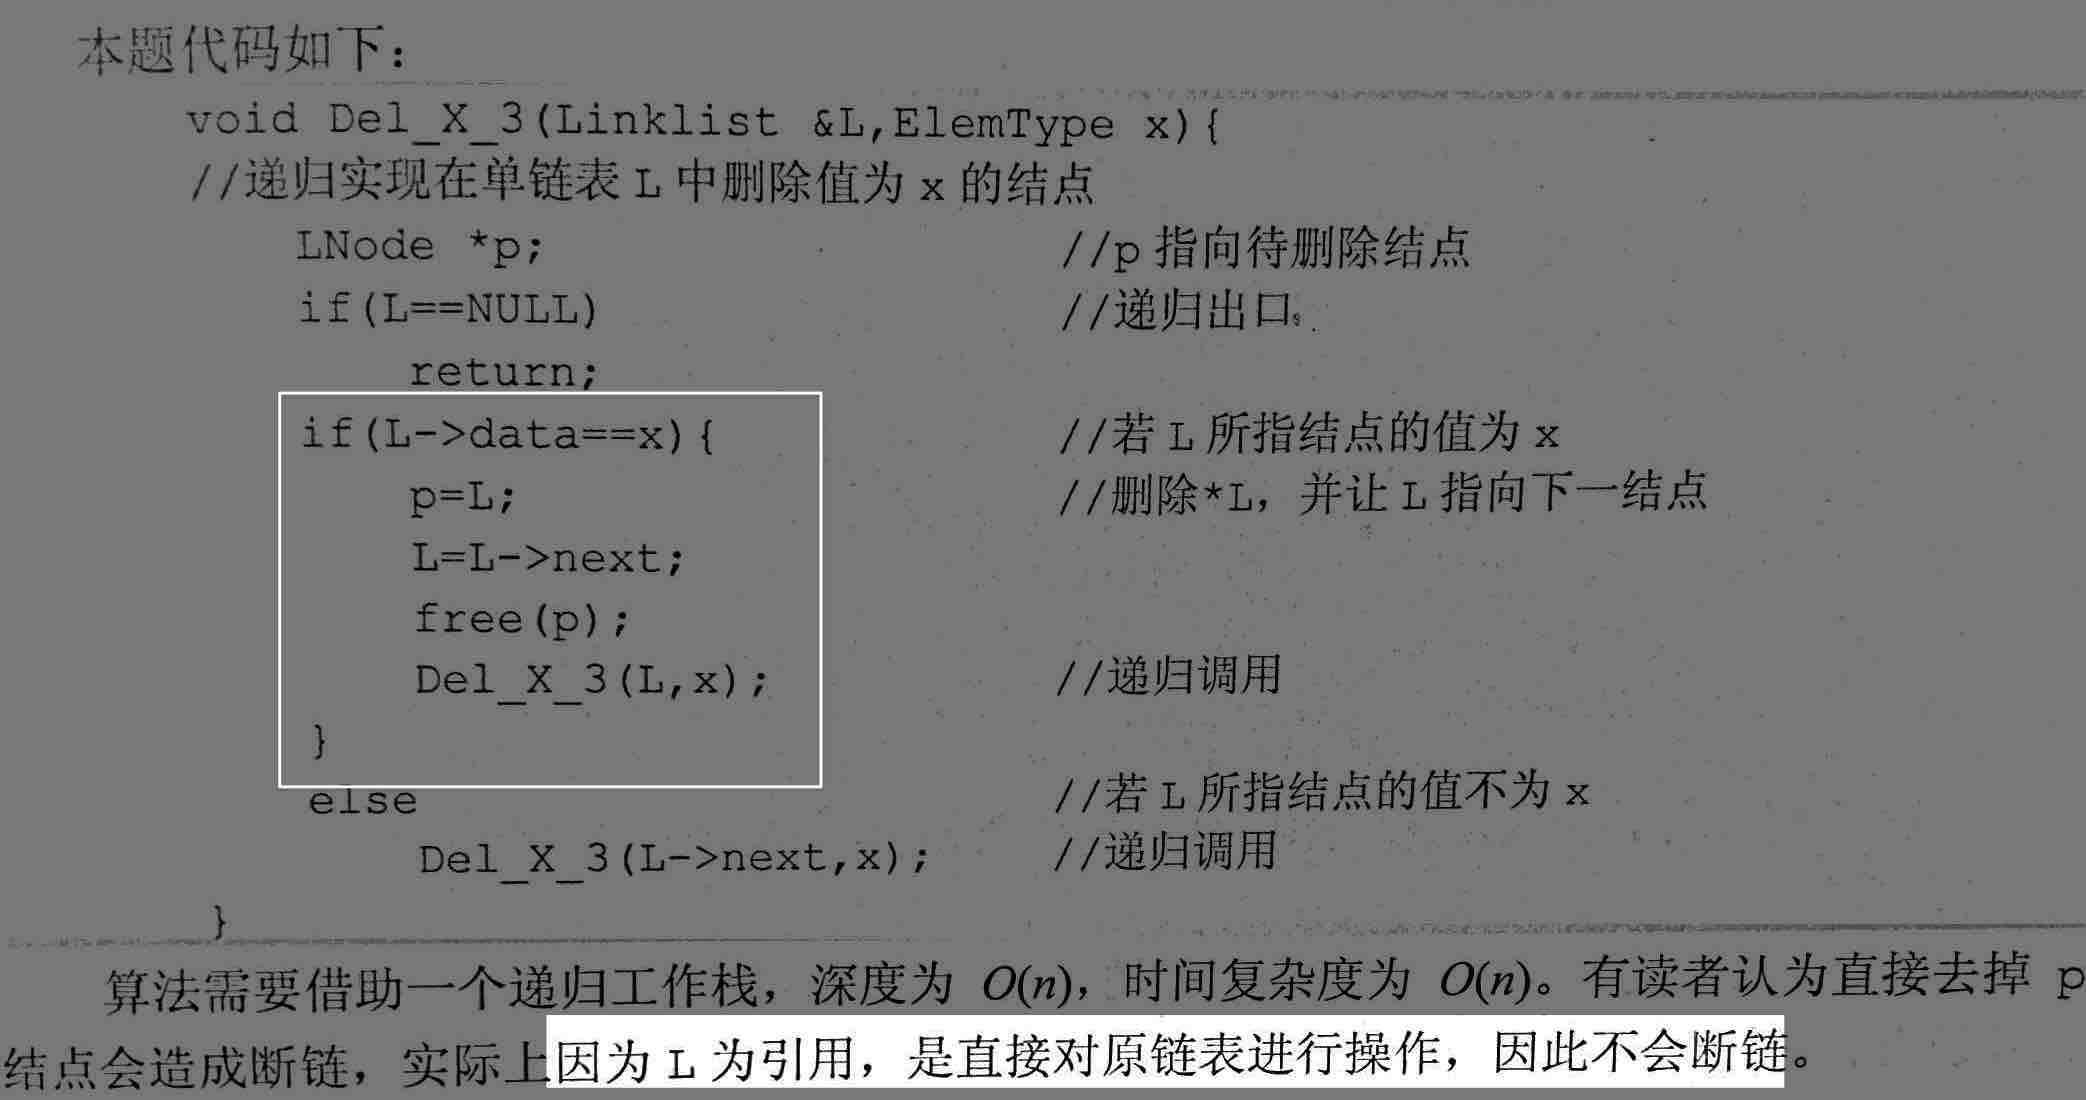 本题代码如下：
void Del_X_3(Linklist &L,ElemType x){
//递归实现在单链表 L 中删除值为 x 的结点
LNode *p; //p 指向待删除结点
if(L==NULL) //递归出口
return;
if(L->data==x){ //若 L 所指结点的值为 x
p=L; //删除*L，并让 L 指向下一结点
L=L->next;
free(p);
Del_X_3(L,x); //递归调用
}
else //若 L 所指结点的值不为 x
Del_X_3(L->next,x); //递归调用
}
算法需要借助一个递归工作栈，深度为 O(n)，时间复杂度为 O(n)。有读者认为直接去掉 p
结点会造成断链，实际上因为 L 为引用，是直接对原链表进行操作，因此不会断链。